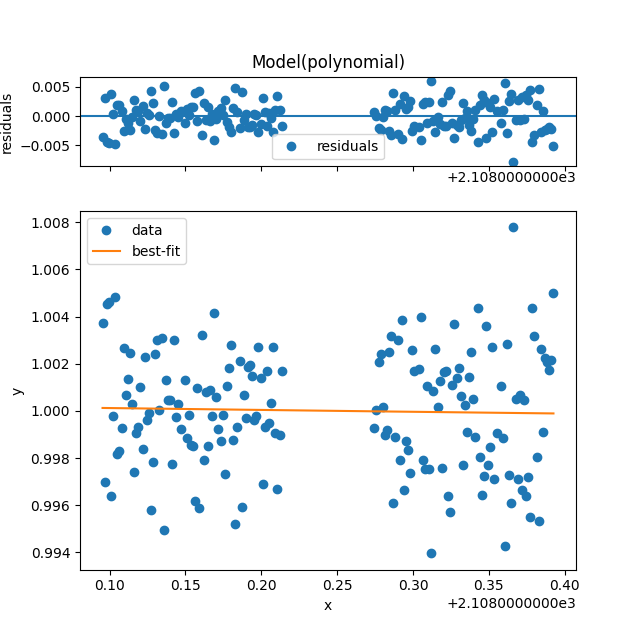 Model(polynomial)
0.005
0.000
−0.005
residuals
residuals
+2.1080000000e3
1.008
1.006
1.004
1.002
1.000
0.998
0.996
0.994
y
data
best-fit
0.10 0.15 0.20 0.25 0.30 0.35 0.40
x
+2.1080000000e3